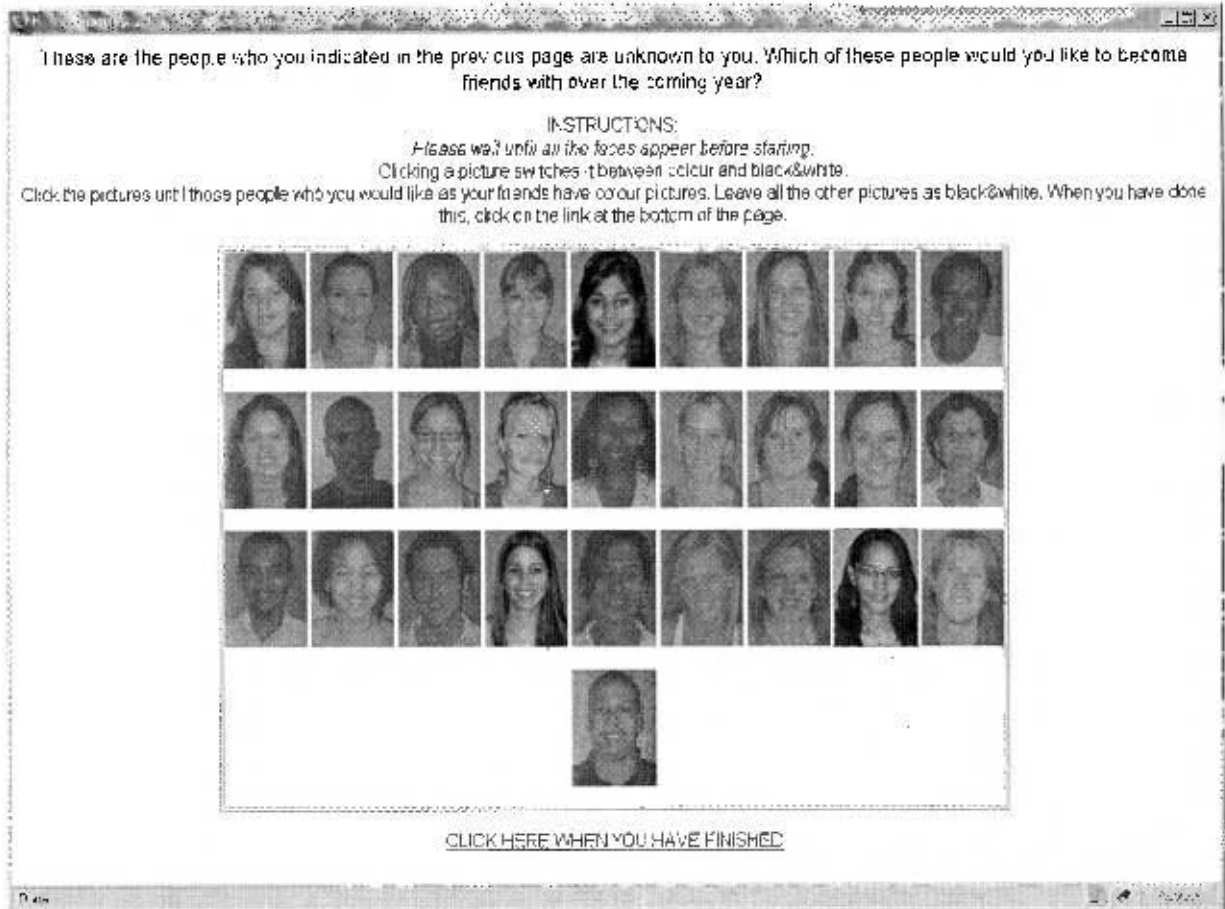 These are the people who you indicated in the previous page are unknown to you. Which of these people would you like to become
friends with over the coming year?
INSTRUCTIONS:
Please wait until all the faces appear before starting.
Clicking a picture switches it between colour and black&white.
Click the pictures until those people who you would like as your friends have colour pictures. Leave all the other pictures as black&white. When you have done
this, click on the link at the bottom of the page.
CLICK HERE WHEN YOU HAVE FINISHED
Done